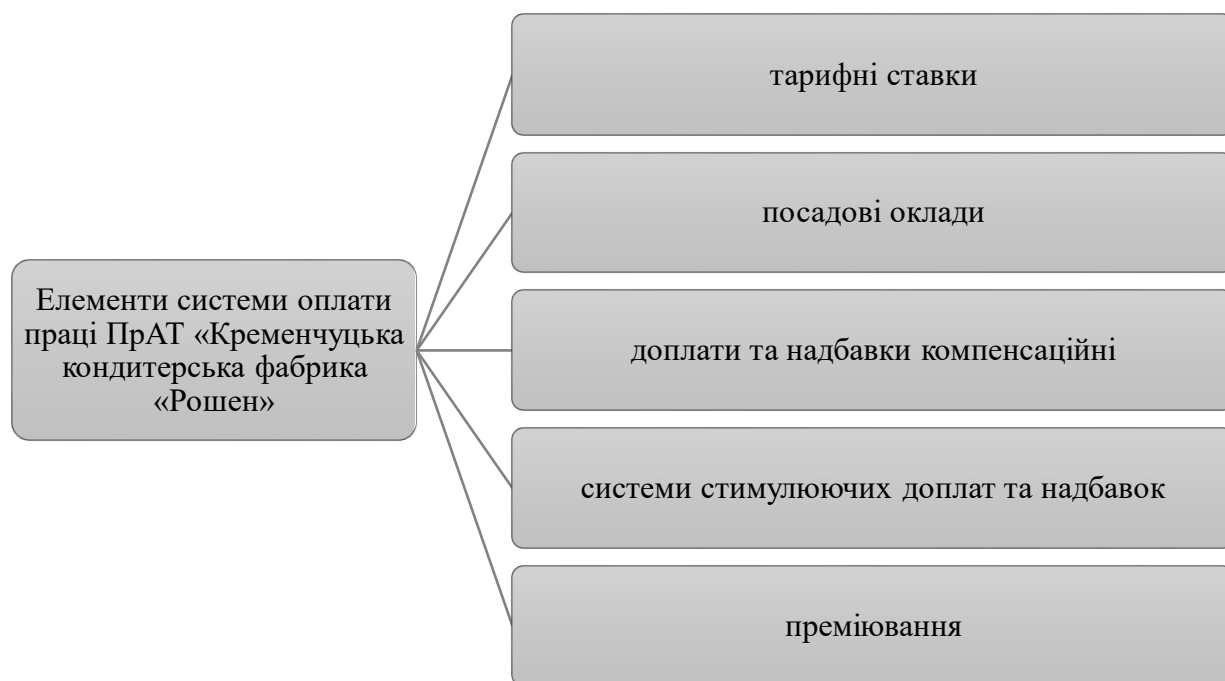 тарифні ставки
посадові оклади
Елементи системи оплати
праці ПрАТ «Кременчуцька
кондитерська фабрика
«Рошен»
доплати та надбавки компенсаційні
системи стимулюючих доплат та надбавок
преміювання